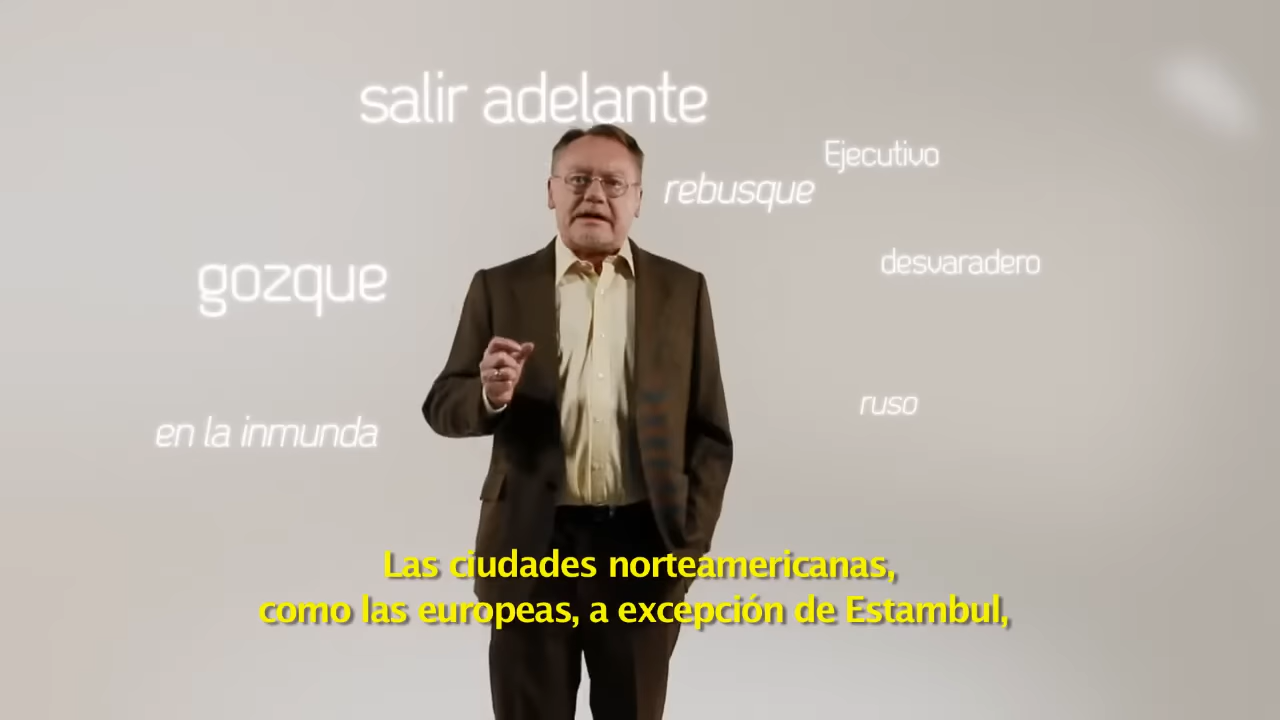 salir adelante
Ejecutivo
rebusque
desvaradero
gozque
ruso
en la inmunda
Las ciudades norteamericanas,
como las europeas, a excepción de Estambul,